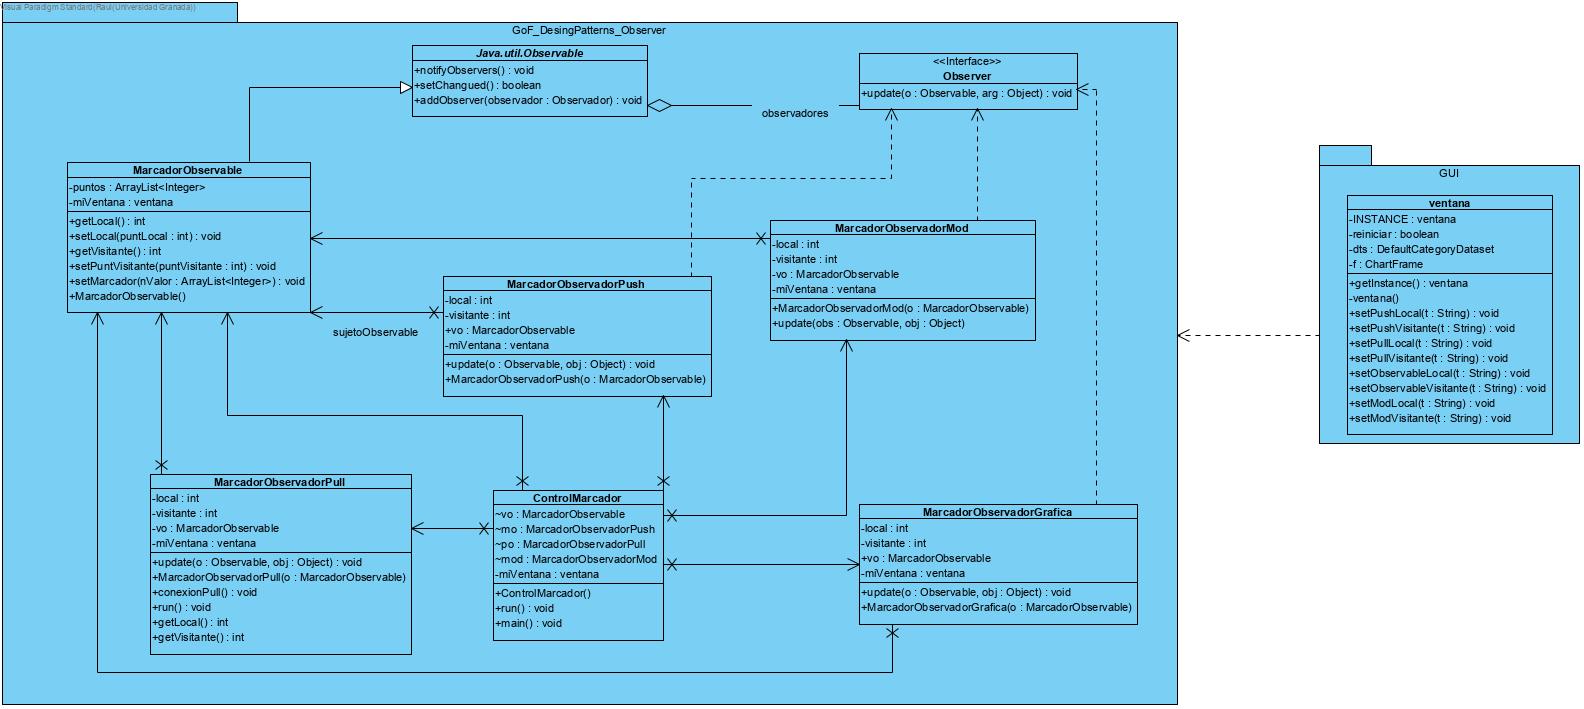 Visual Paradigm Standard(Raul(Universidad Granada))
GoF_DesingPatterns_Observer
Java.util.Observable
+notifyObservers() : void
+setChangued() : boolean
+addObserver(observador : Observador) : void
<<Interface>>
Observer
+update(o : Observable, arg : Object) : void
observadores
MarcadorObservable
-puntos : ArrayList<Integer>
-miVentana : ventana
+getLocal() : int
+setLocal(puntLocal : int) : void
+getVisitante() : int
+setPuntVisitante(puntVisitante : int) : void
+setMarcador(nValor : ArrayList<Integer>) : void
+MarcadorObservable()
MarcadorObservadorMod
-local : int
-visitante : int
-vo : MarcadorObservable
-miVentana : ventana
+MarcadorObservadorMod(o : MarcadorObservable)
+update(obs : Observable, obj : Object)
MarcadorObservadorPush
-local : int
-visitante : int
+vo : MarcadorObservable
-miVentana : ventana
+update(o : Observable, obj : Object) : void
+MarcadorObservadorPush(o : MarcadorObservable)
sujetoObservable
MarcadorObservadorPull
-local : int
-visitante : int
-vo : MarcadorObservable
-miVentana : ventana
+update(o : Observable, obj : Object) : void
+MarcadorObservadorPull(o : MarcadorObservable)
+conexionPull() : void
+run() : void
+getLocal() : int
+getVisitante() : int
ControlMarcador
~vo : MarcadorObservable
~mo : MarcadorObservadorPush
~po : MarcadorObservadorPull
~mod : MarcadorObservadorMod
-miVentana : ventana
+ControlMarcador()
+run() : void
+main() : void
MarcadorObservadorGrafica
-local : int
-visitante : int
+vo : MarcadorObservable
-miVentana : ventana
+update(o : Observable, obj : Object) : void
+MarcadorObservadorGrafica(o : MarcadorObservable)
GUI
ventana
-INSTANCE : ventana
-reiniciar : boolean
-dts : DefaultCategoryDataset
-f : ChartFrame
+getInstance() : ventana
-ventana()
+setPushLocal(t : String) : void
+setPushVisitante(t : String) : void
+setPullLocal(t : String) : void
+setPullVisitante(t : String) : void
+setObservableLocal(t : String) : void
+setObservableVisitante(t : String) : void
+setModLocal(t : String) : void
+setModVisitante(t : String) : void